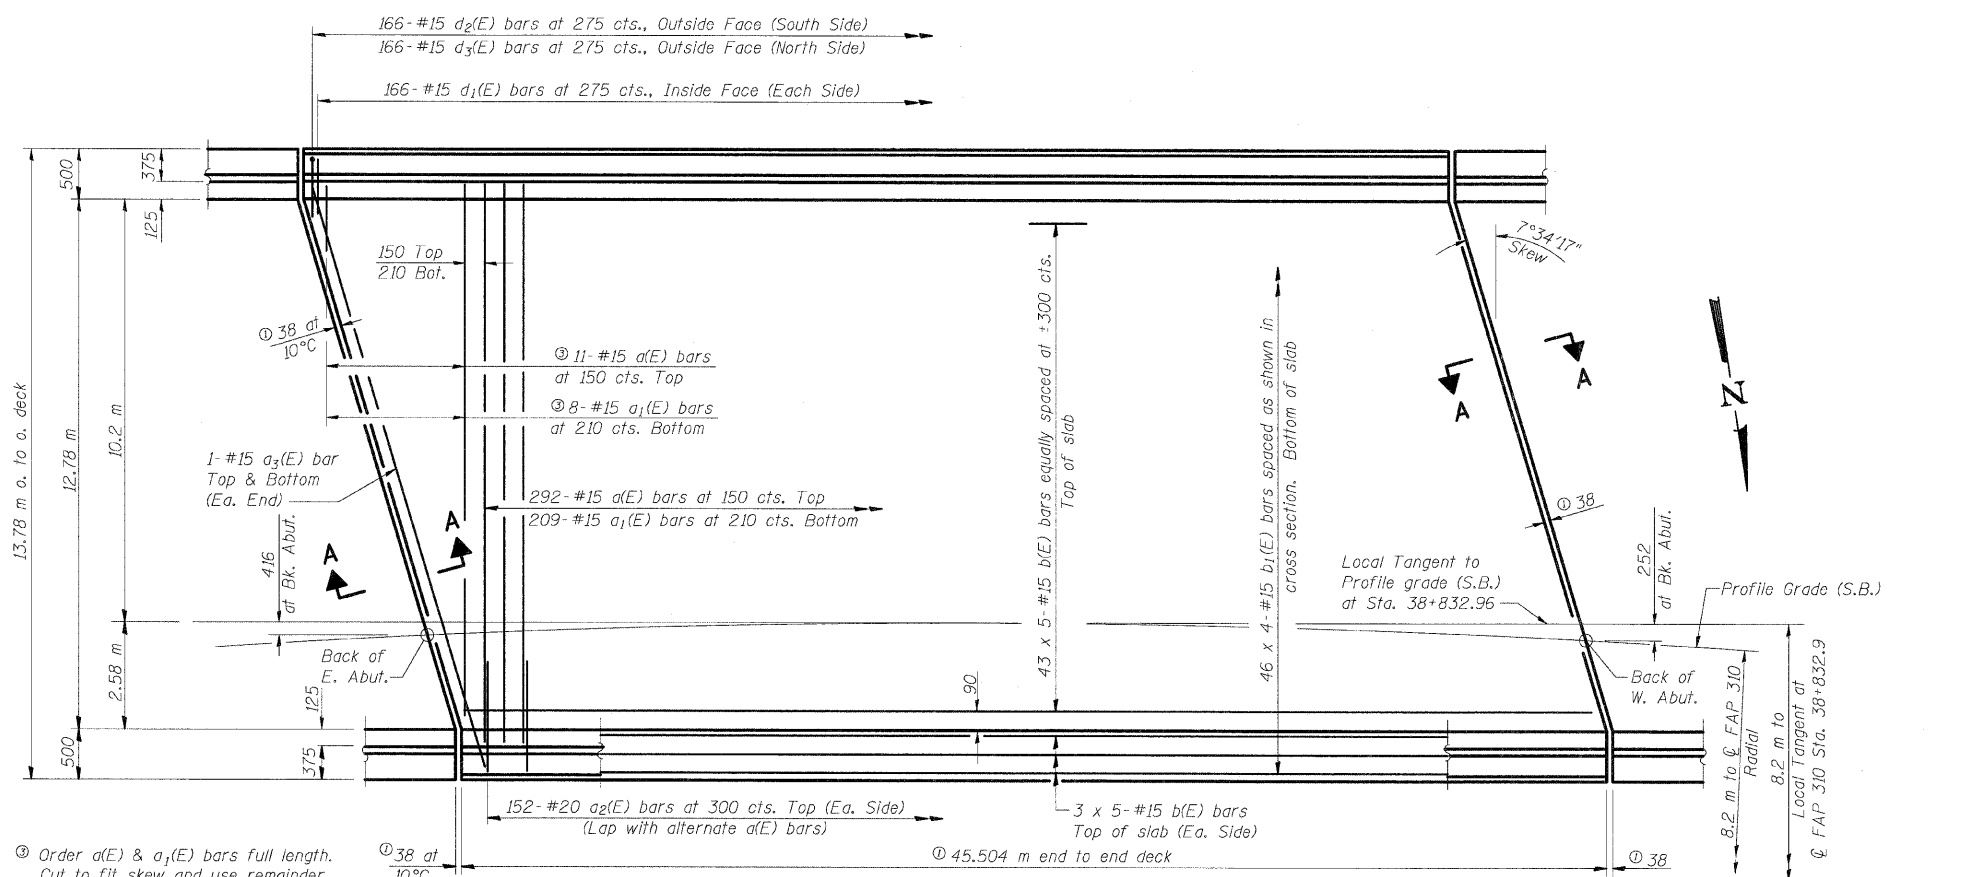 166-#15 d2(E) bars at 275 cts., Outside Face (South Side)
166-#15 d3(E) bars at 275 cts., Outside Face (North Side)
166-#15 d1(E) bars at 275 cts., Inside Face (Each Side)
500
375
125
13.78 m o. to o. deck
12.78 m
10.2 m
2.58 m
150 Top
210 Bot.
① 38 at
10°C
③ 11-#15 a(E) bars
at 150 cts. Top
③ 8-#15 a1(E) bars
at 210 cts. Bottom
1-#15 a3(E) bar
Top & Bottom
(Ea. End)
292-#15 a(E) bars at 150 cts. Top
209-#15 a1(E) bars at 210 cts. Bottom
416
at Bk. Abut.
A
A
Back of
E. Abut.
125
375
500
43 x 5-#15 b(E) bars equally spaced at ±300 cts.
Top of slab
46 x 4-#15 b1(E) bars spaced as shown in
cross section. Bottom of slab
90
7°34'17"
Skew
A
A
N
① 38
Local Tangent to
Profile grade (S.B.)
at Sta. 38+832.96
252
at Bk. Abut.
Profile Grade (S.B.)
Back of
W. Abut.
8.2 m to ℄ FAP 310
Radial
8.2 m to
Local Tangent at
℄ FAP 310 Sta. 38+832.9
152-#20 a2(E) bars at 300 cts. Top (Ea. Side)
(Lap with alternate a(E) bars)
3 x 5-#15 b(E) bars
Top of slab (Ea. Side)
③ Order a(E) & a1(E) bars full length.
Cut to fit skew and use remainder
① 38 at
10°C
① 45.504 m end to end deck
① 38